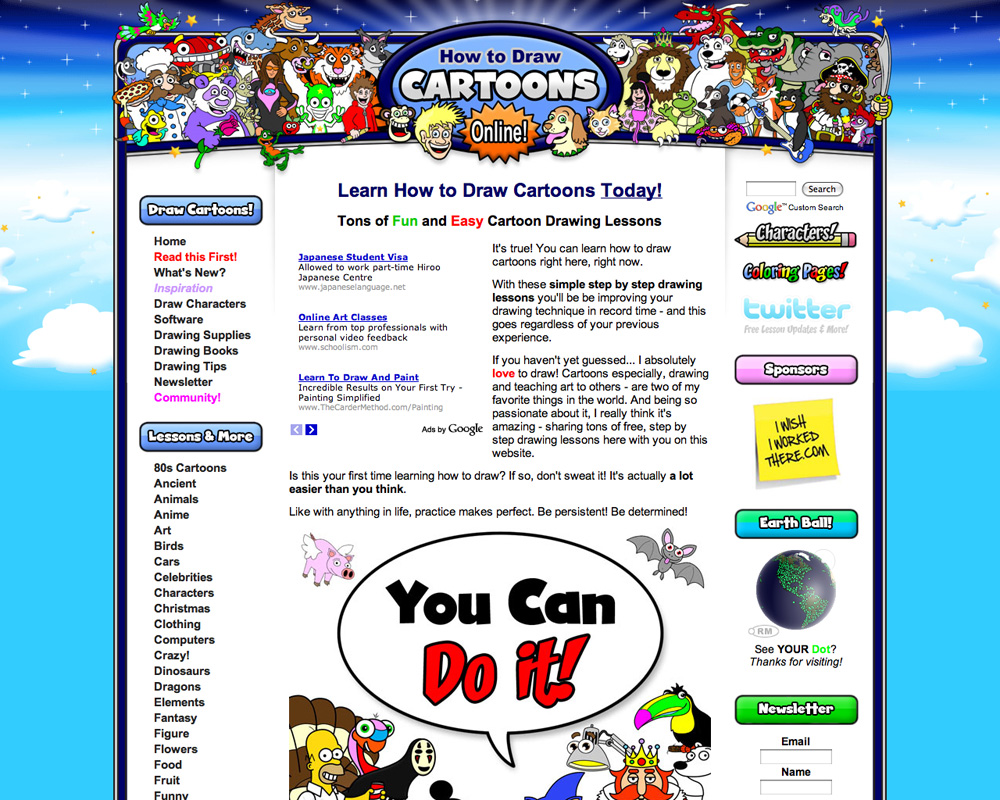 How to Draw
CARTOONS
Online!
Draw Cartoons!
Home
Read this First!
What's New?
Inspiration
Draw Characters
Software
Drawing Supplies
Drawing Books
Drawing Tips
Newsletter
Community!
Lessons & More
80s Cartoons
Ancient
Animals
Anime
Art
Birds
Cars
Celebrities
Characters
Christmas
Clothing
Computers
Crazy!
Dinosaurs
Dragons
Elements
Fantasy
Figure
Flowers
Food
Fruit
Funny
Learn How to Draw Cartoons Today!
Tons of Fun and Easy Cartoon Drawing Lessons
Japanese Student Visa
Allowed to work part-time Hiroo
Japanese Centre
www.japaneselanguage.net
Online Art Classes
Learn from top professionals with
personal video feedback
www.schoolism.com
Learn To Draw And Paint
Incredible Results on Your First Try -
Painting Simplified
www.TheCarderMethod.com/Painting
Ads by Google
It's true! You can learn how to draw
cartoons right here, right now.
With these simple step by step drawing
lessons you'll be be improving your
drawing technique in record time - and this
goes regardless of your previous
experience.
If you haven't yet guessed... I absolutely
love to draw! Cartoons especially, drawing
and teaching art to others - are two of my
favorite things in the world. And being so
passionate about it, I really think it's
amazing - sharing tons of free, step by
step drawing lessons here with you on this
website.
Is this your first time learning how to draw? If so, don't sweat it! It's actually a lot
easier than you think.
Like with anything in life, practice makes perfect. Be persistent! Be determined!
You Can
Do it!
Search
Google™ Custom Search
Characters!
Coloring Pages!
twitter
Free Lesson Updates & More!
Sponsors
I WISH
I WORKED
THERE.COM
Earth Ball!
RM
See YOUR Dot?
Thanks for visiting!
Newsletter
Email
Name